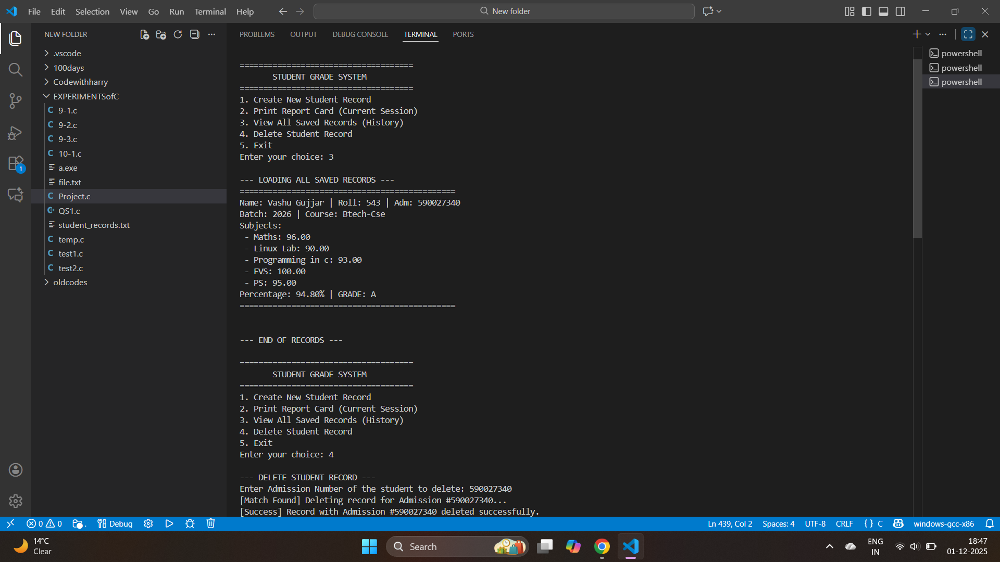 File Edit Selection View Go Run Terminal Help
New folder
NEW FOLDER
.vscode
100days
Codewithharry
EXPERIMENTSofC
C 9-1.c
C 9-2.c
C 9-3.c
C 10-1.c
a.exe
file.txt
C Project.c
C+ QS1.c
student_records.txt
C temp.c
C test1.c
C test2.c
oldcodes
1
PROBLEMS OUTPUT DEBUG CONSOLE TERMINAL PORTS
powershell
powershell
powershell
=====================================
STUDENT GRADE SYSTEM
=====================================
1. Create New Student Record
2. Print Report Card (Current Session)
3. View All Saved Records (History)
4. Delete Student Record
5. Exit
Enter your choice: 3
--- LOADING ALL SAVED RECORDS ---
==============================================
Name: Vashu Gujjar | Roll: 543 | Adm: 590027340
Batch: 2026 | Course: Btech-Cse
Subjects:
- Maths: 96.00
- Linux Lab: 90.00
- Programming in c: 93.00
- EVS: 100.00
- PS: 95.00
Percentage: 94.80% | GRADE: A
==============================================
--- END OF RECORDS ---
=====================================
STUDENT GRADE SYSTEM
=====================================
1. Create New Student Record
2. Print Report Card (Current Session)
3. View All Saved Records (History)
4. Delete Student Record
5. Exit
Enter your choice: 4
--- DELETE STUDENT RECORD ---
Enter Admission Number of the student to delete: 590027340
[Match Found] Deleting record for Admission #590027340...
[Success] Record with Admission #590027340 deleted successfully.
0 0 Debug Ln 439, Col 2 Spaces: 4 UTF-8 CRLF {} C windows-gcc-x86
14°C
Clear
Search
ENG
IN
18:47
01-12-2025